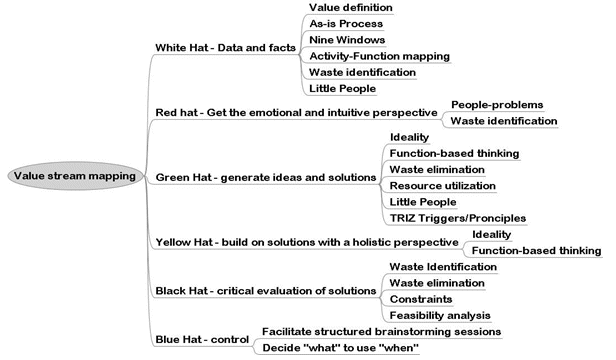 Value stream mapping
White Hat - Data and facts
Value definition
As-is Process
Nine Windows
Activity-Function mapping
Waste identification
Little People
Red hat - Get the emotional and intuitive perspective
People-problems
Waste identification
Green Hat - generate ideas and solutions
Ideality
Function-based thinking
Waste elimination
Resource utilization
Little People
TRIZ Triggers/Pronciples
Yellow Hat - build on solutions with a holistic perspective
Ideality
Function-based thinking
Black Hat - critical evaluation of solutions
Waste Identification
Waste elimination
Constraints
Feasibility analysis
Blue Hat - control
Facilitate structured brainstorming sessions
Decide "what" to use "when"